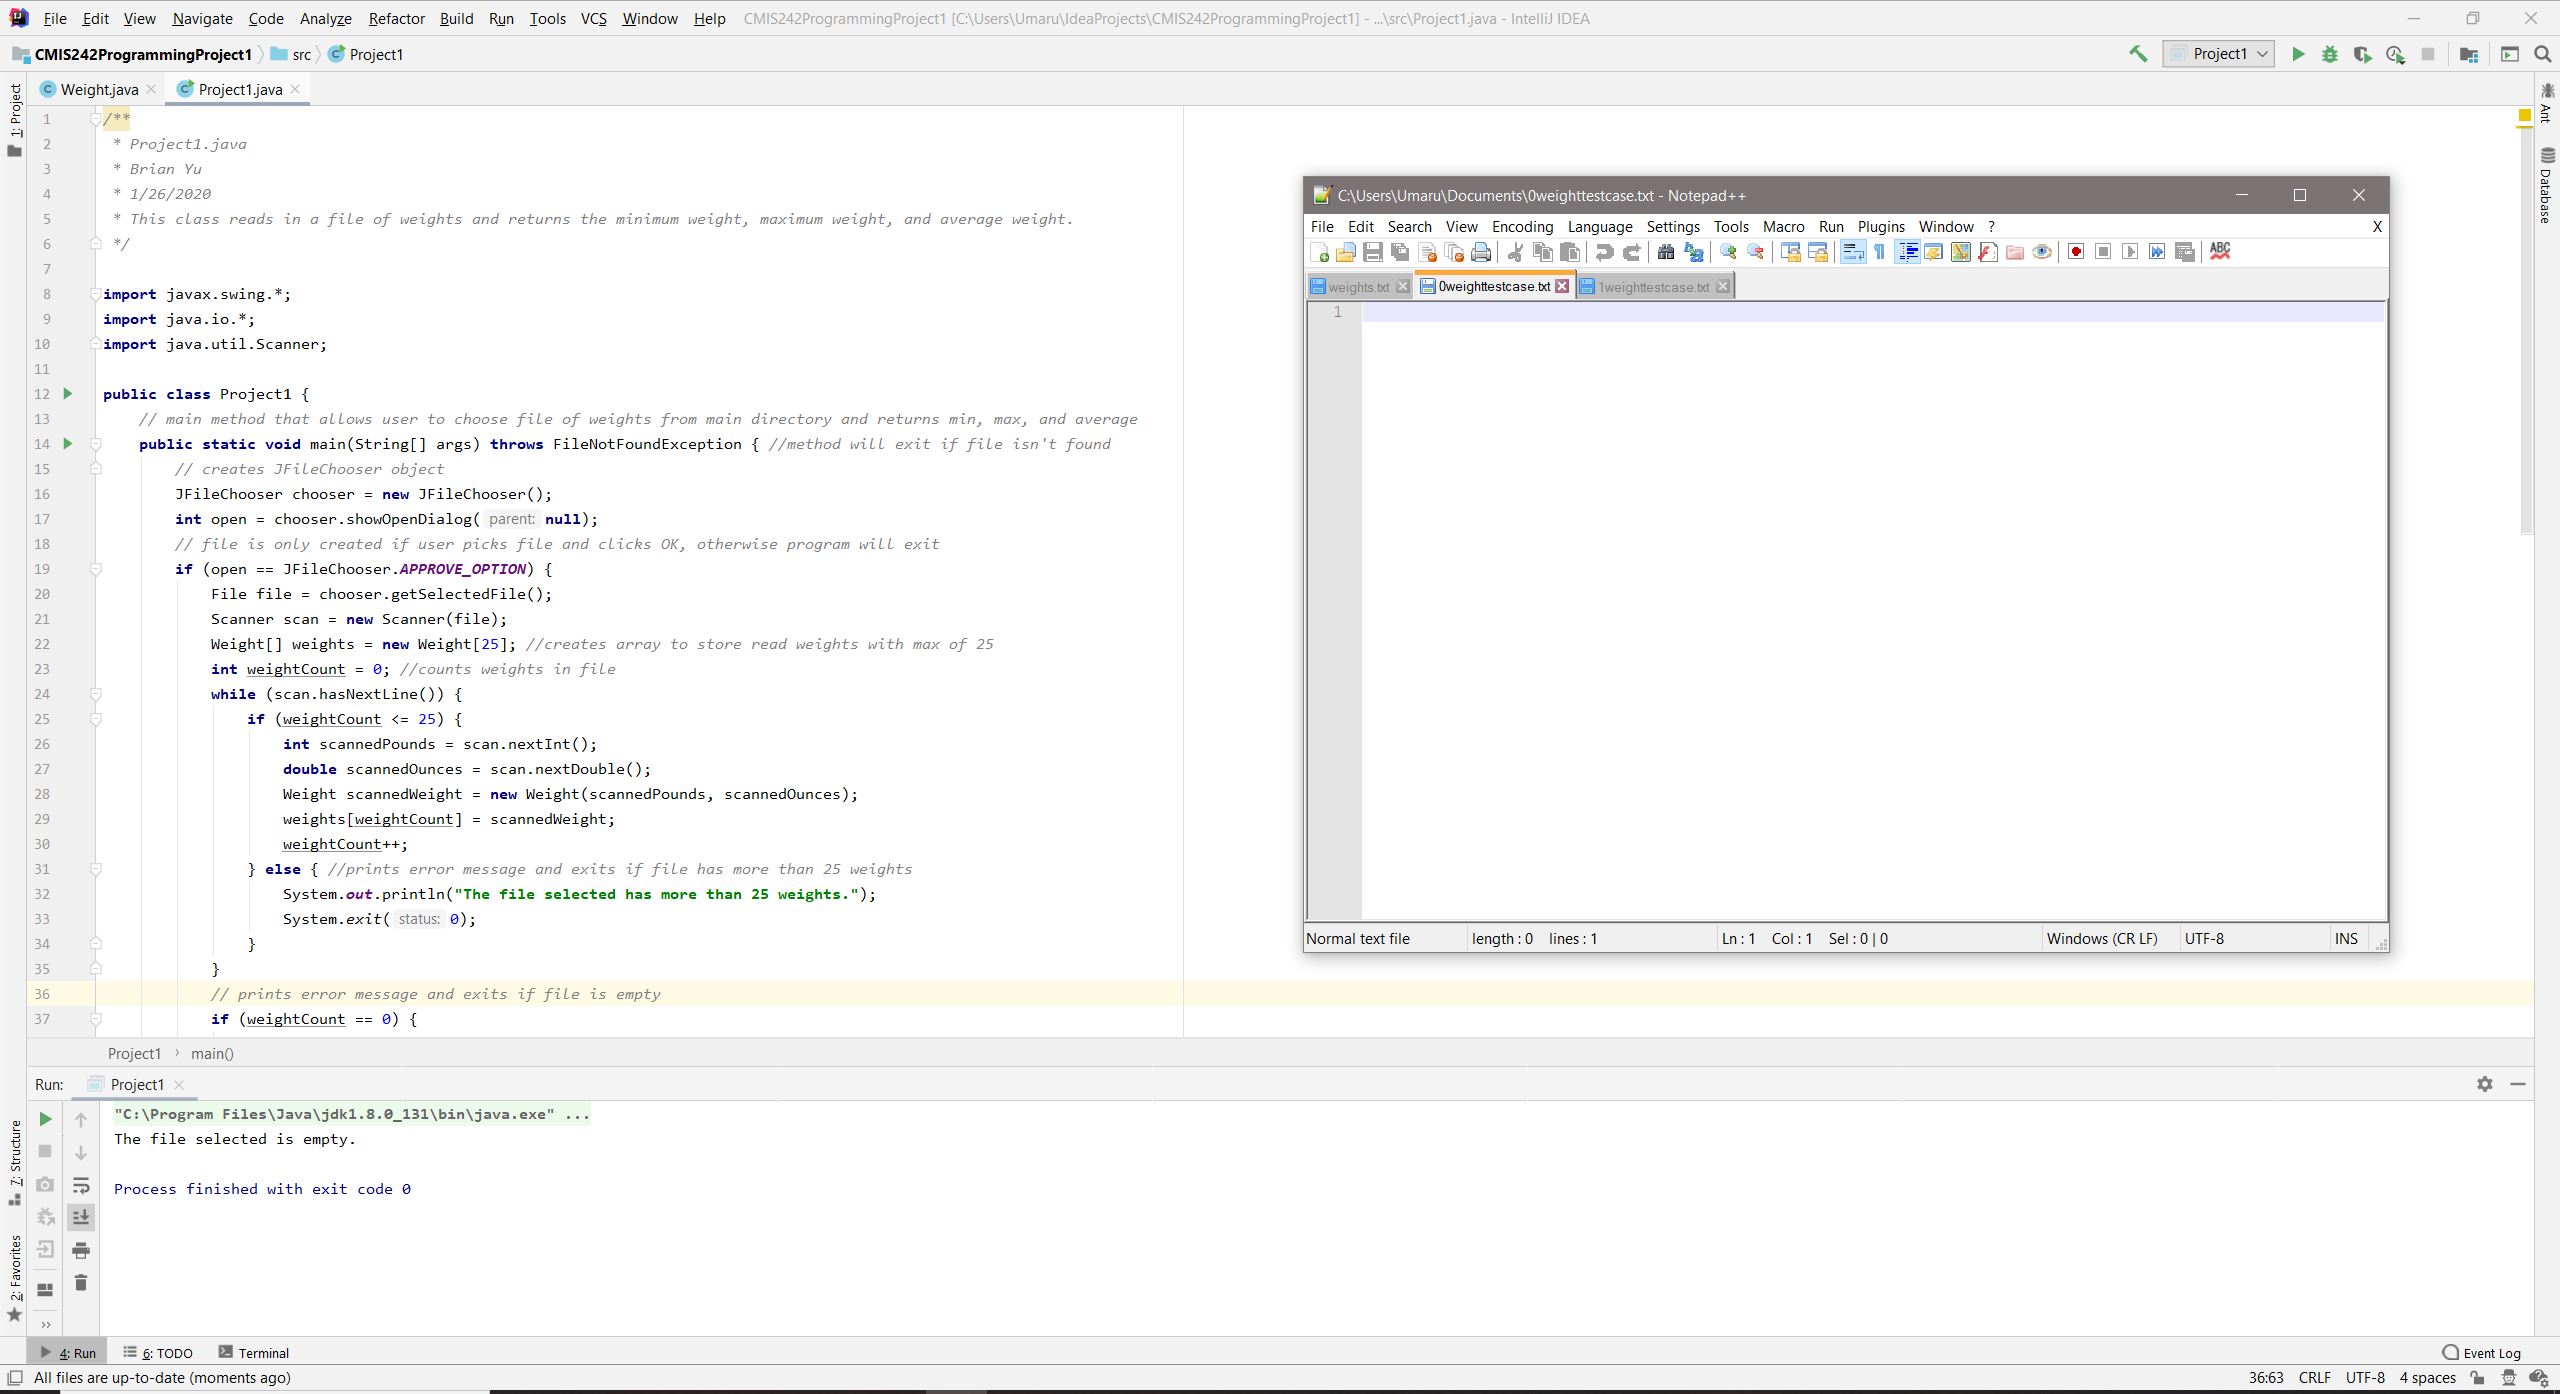 File Edit View Navigate Code Analyze Refactor Build Run Tools VCS Window Help CMIS242ProgrammingProject1 [C:\Users\Umaru\IdeaProjects\CMIS242ProgrammingProject1] - ...\src\Project1.java - IntelliJ IDEA
CMIS242ProgrammingProject1 src Project1
Project1
1: Project
Weight.java Project1.java
Ant
Database
1 /**
2 * Project1.java
3 * Brian Yu
4 * 1/26/2020
5 * This class reads in a file of weights and returns the minimum weight, maximum weight, and average weight.
6 */
7
8 import javax.swing.*;
9 import java.io.*;
10 import java.util.Scanner;
11
12 public class Project1 {
13 // main method that allows user to choose file of weights from main directory and returns min, max, and average
14 public static void main(String[] args) throws FileNotFoundException { //method will exit if file isn't found
15 // creates JFileChooser object
16 JFileChooser chooser = new JFileChooser();
17 int open = chooser.showOpenDialog( parent: null);
18 // file is only created if user picks file and clicks OK, otherwise program will exit
19 if (open == JFileChooser.APPROVE_OPTION) {
20 File file = chooser.getSelectedFile();
21 Scanner scan = new Scanner(file);
22 Weight[] weights = new Weight[25]; //creates array to store read weights with max of 25
23 int weightCount = 0; //counts weights in file
24 while (scan.hasNextLine()) {
25 if (weightCount <= 25) {
26 int scannedPounds = scan.nextInt();
27 double scannedOunces = scan.nextDouble();
28 Weight scannedWeight = new Weight(scannedPounds, scannedOunces);
29 weights[weightCount] = scannedWeight;
30 weightCount++;
31 } else { //prints error message and exits if file has more than 25 weights
32 System.out.println("The file selected has more than 25 weights.");
33 System.exit( status: 0);
34 }
35 }
36 // prints error message and exits if file is empty
37 if (weightCount == 0) {
Project1 › main()
C:\Users\Umaru\Documents\0weighttestcase.txt - Notepad++
File Edit Search View Encoding Language Settings Tools Macro Run Plugins Window ? X
ABC
weights.txt 0weighttestcase.txt 1weighttestcase.txt
1
Normal text file length : 0 lines : 1 Ln : 1 Col : 1 Sel : 0 | 0 Windows (CR LF) UTF-8 INS
Run: Project1
"C:\Program Files\Java\jdk1.8.0_131\bin\java.exe" ...
The file selected is empty.
Process finished with exit code 0
7: Structure
2: Favorites
4: Run 6: TODO Terminal Event Log
All files are up-to-date (moments ago) 36:63 CRLF UTF-8 4 spaces